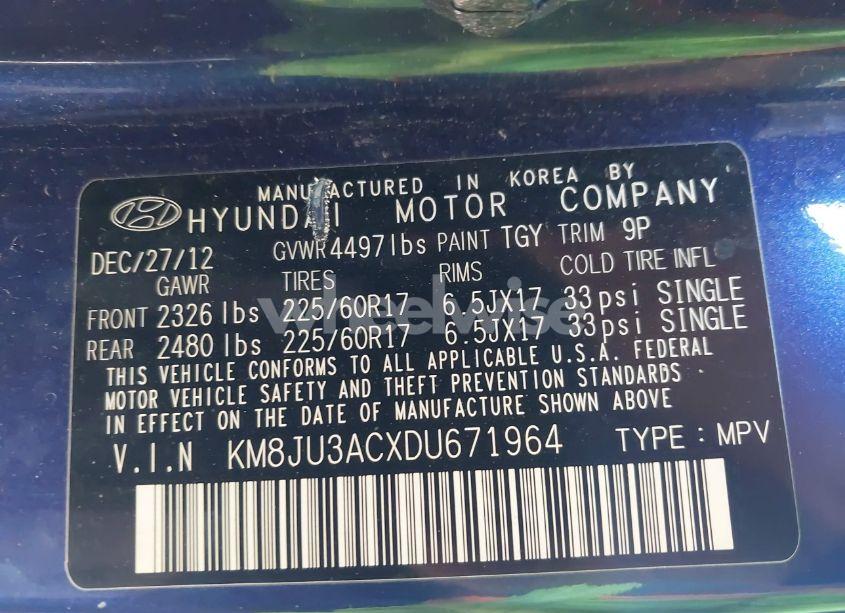 MANUFACTURED IN KOREA BY
HYUNDAI MOTOR COMPANY
DEC/27/12 GVWR 4497lbs PAINT TGY TRIM 9P
GAWR TIRES RIMS COLD TIRE INFL
FRONT 2326 lbs 225/60R17 6.5JX17 33psi SINGLE
wheelwise
REAR 2480 lbs 225/60R17 6.5JX17 33psi SINGLE
THIS VEHICLE CONFORMS TO ALL APPLICABLE U.S.A. FEDERAL
MOTOR VEHICLE SAFETY AND THEFT PREVENTION STANDARDS
IN EFFECT ON THE DATE OF MANUFACTURE SHOWN ABOVE
V.I.N KM8JU3ACXDU671964 TYPE : MPV